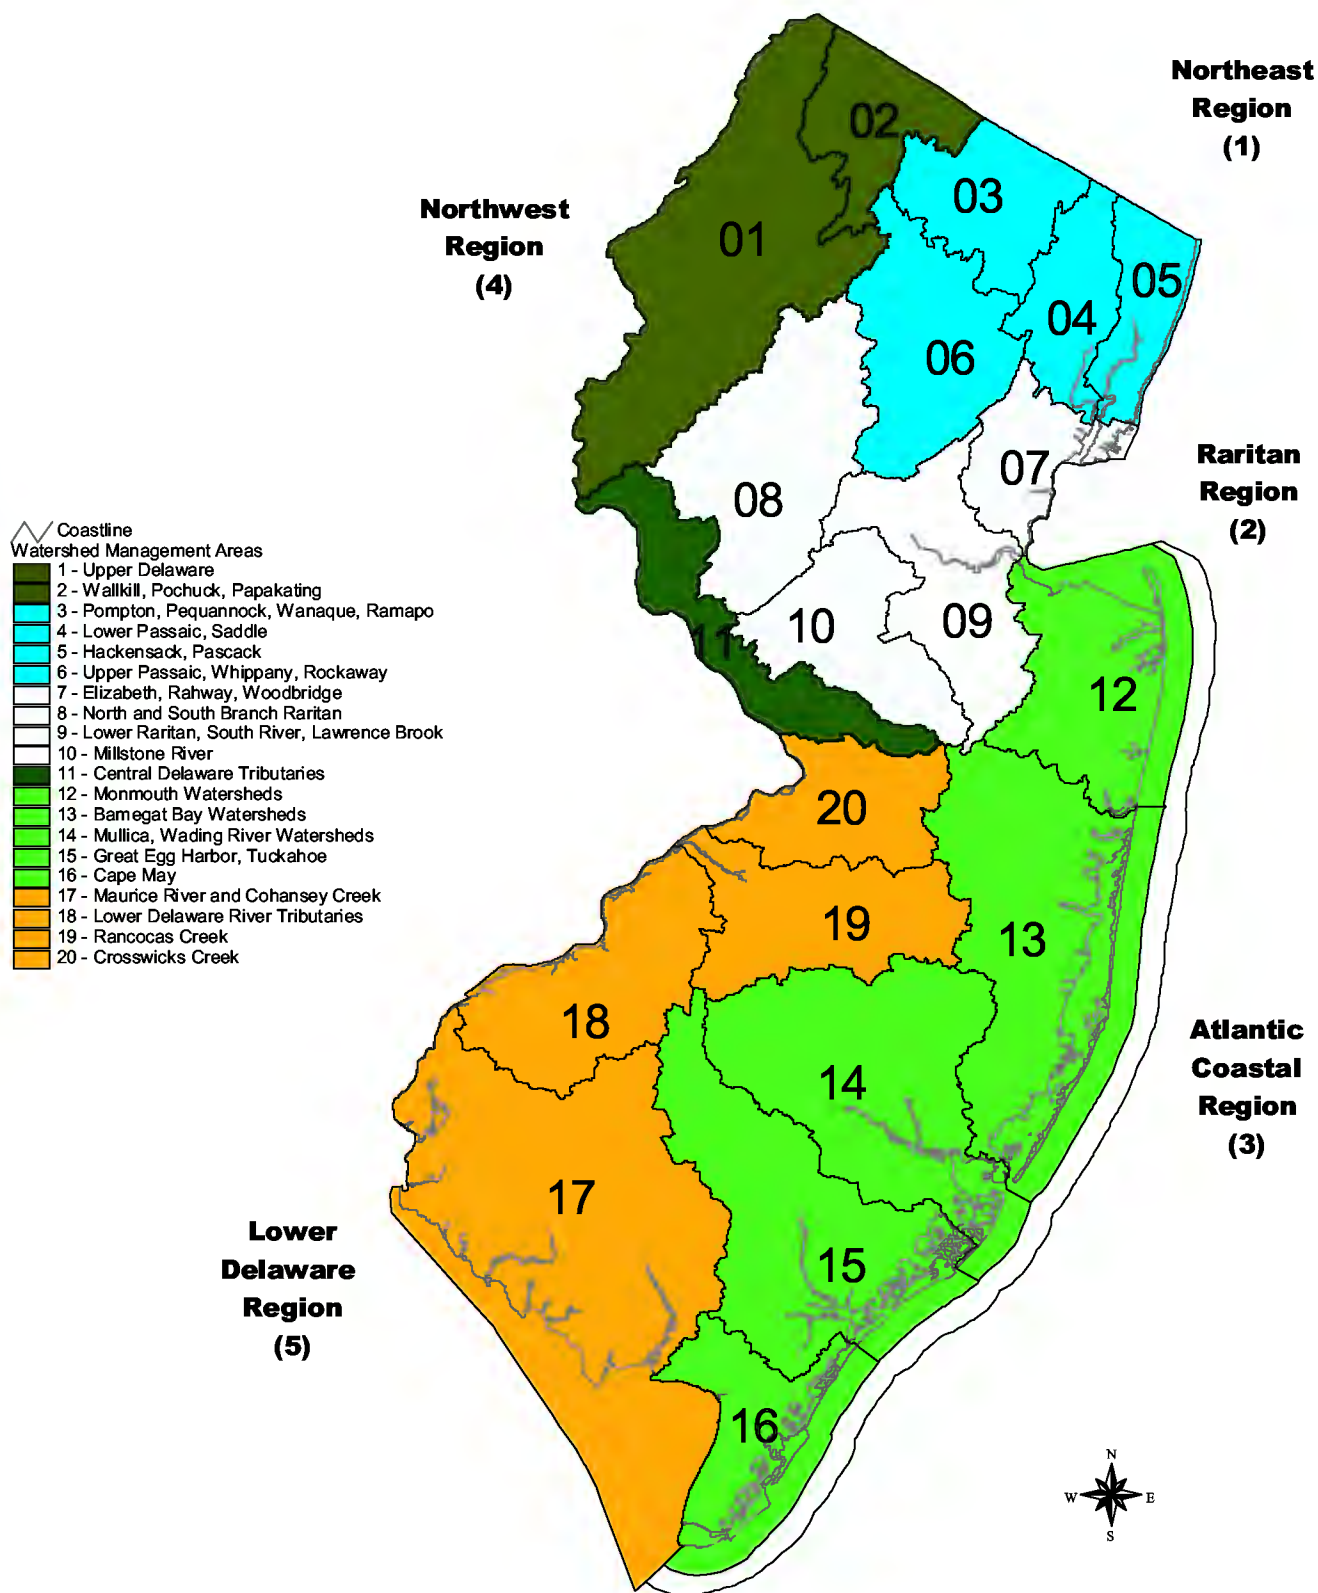 Northeast
Region
(1)
Northwest
Region
(4)
Raritan
Region
(2)
Atlantic
Coastal
Region
(3)
Lower
Delaware
Region
(5)
Coastline
Watershed Management Areas
1 - Upper Delaware
2 - Wallkill, Pochuck, Papakating
3 - Pompton, Pequannock, Wanaque, Ramapo
4 - Lower Passaic, Saddle
5 - Hackensack, Pascack
6 - Upper Passaic, Whippany, Rockaway
7 - Elizabeth, Rahway, Woodbridge
8 - North and South Branch Raritan
9 - Lower Raritan, South River, Lawrence Brook
10 - Millstone River
11 - Central Delaware Tributaries
12 - Monmouth Watersheds
13 - Barnegat Bay Watersheds
14 - Mullica, Wading River Watersheds
15 - Great Egg Harbor, Tuckahoe
16 - Cape May
17 - Maurice River and Cohansey Creek
18 - Lower Delaware River Tributaries
19 - Rancocas Creek
20 - Crosswicks Creek
02
03
01
05
04
06
07
08
09
10
11
12
20
19
13
18
14
17
15
16
N
W E
S